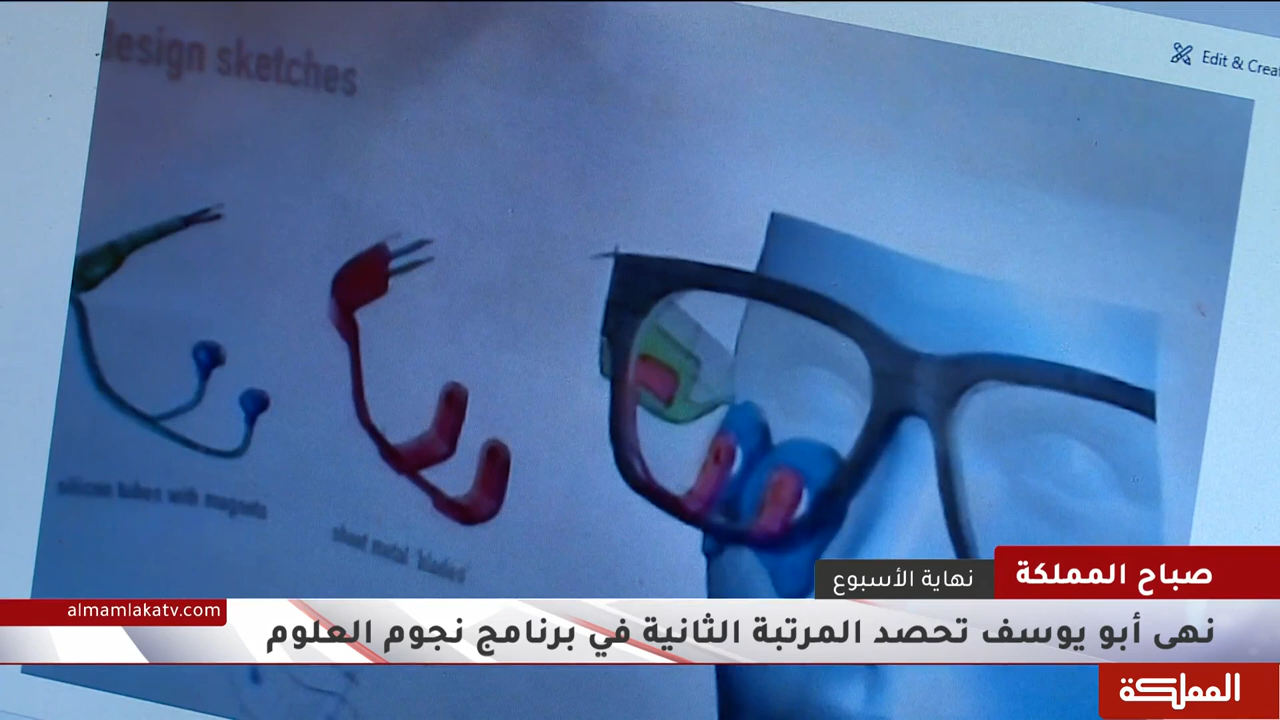 design sketches
Edit & Creat
silicon tubes with magnets
sheet metal 'blades'
صباح المملكة
نهاية الأسبوع
almamlakatv.com
نهى أبو يوسف تحصد المرتبة الثانية في برنامج نجوم العلوم
المملكة